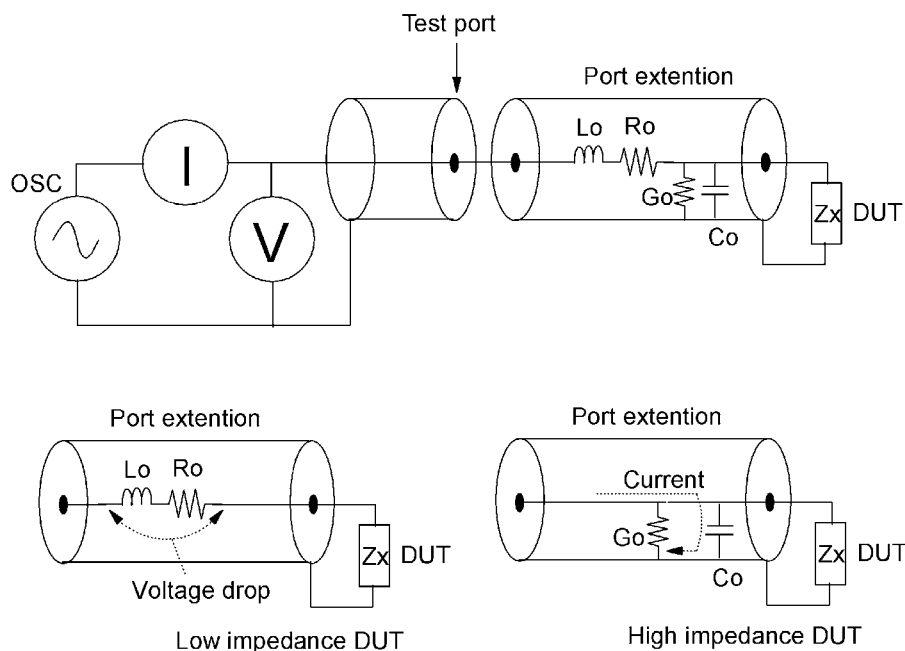 Test port
Port extention
Lo Ro
OSC
I
V
Go
Co
Zx DUT
Port extention
Lo Ro
Voltage drop
Zx DUT
Low impedance DUT
Port extention
Current
Go
Co
Zx DUT
High impedance DUT